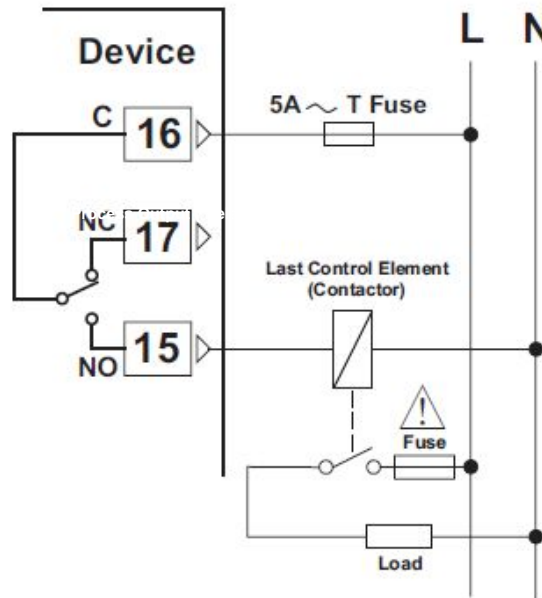 L N
Device
5A ~ T Fuse
C
16
NC
17
Last Control Element
(Contactor)
15
NO
Fuse
Load